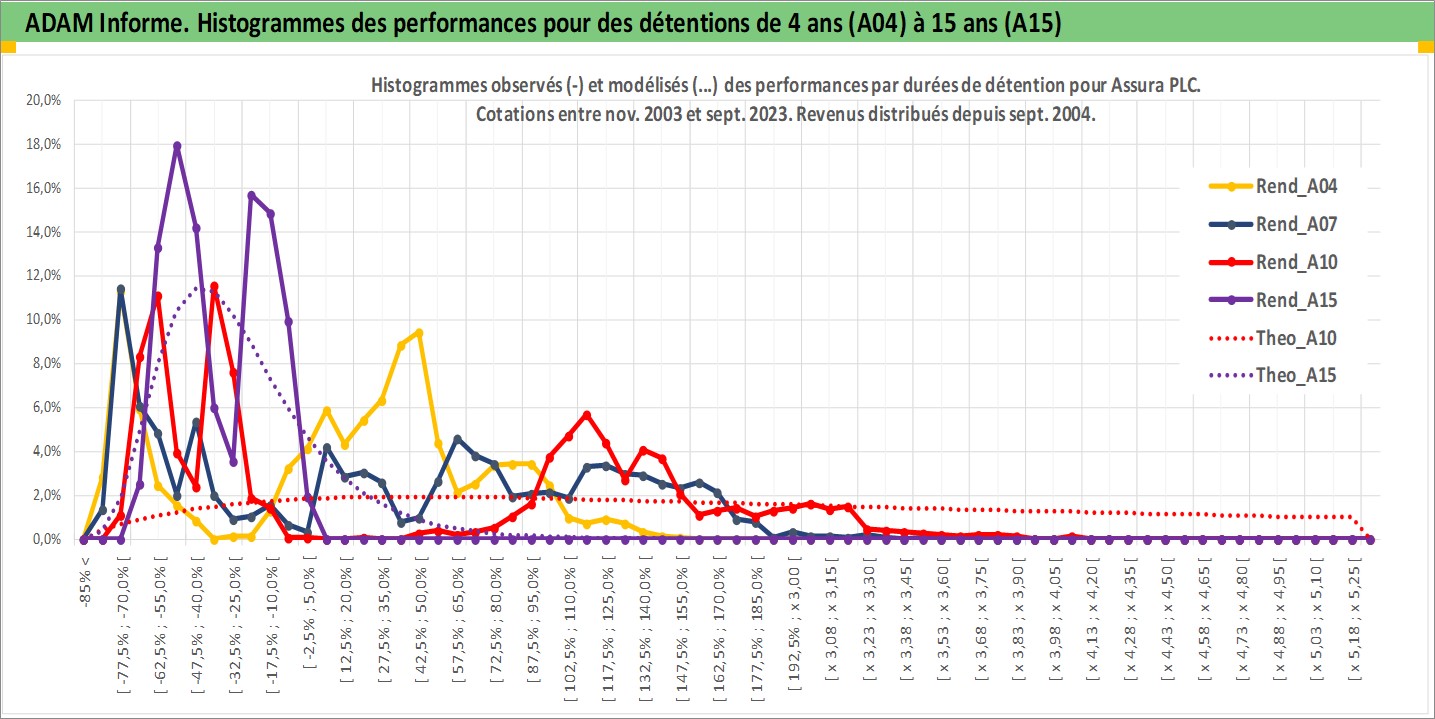 ADAM Informe. Histogrammes des performances pour des détentions de 4 ans (A04) à 15 ans (A15)
Histogrammes observés (-) et modélisés (...) des performances par durées de détention pour Assura PLC.
Cotations entre nov. 2003 et sept. 2023. Revenus distribués depuis sept. 2004.
20,0%
18,0%
16,0%
14,0%
12,0%
10,0%
8,0%
6,0%
4,0%
2,0%
0,0%
Rend_A04
Rend_A07
Rend_A10
Rend_A15
Theo_A10
Theo_A15
-85% <
[ -77,5% ; -70,0% [
[ -62,5% ; -55,0% [
[ -47,5% ; -40,0% [
[ -32,5% ; -25,0% [
[ -17,5% ; -10,0% [
[ -2,5% ; 5,0% [
[ 12,5% ; 20,0% [
[ 27,5% ; 35,0% [
[ 42,5% ; 50,0% [
[ 57,5% ; 65,0% [
[ 72,5% ; 80,0% [
[ 87,5% ; 95,0% [
[ 102,5% ; 110,0% [
[ 117,5% ; 125,0% [
[ 132,5% ; 140,0% [
[ 147,5% ; 155,0% [
[ 162,5% ; 170,0% [
[ 177,5% ; 185,0% [
[ 192,5% ; x 3,00 [
[ x 3,08 ; x 3,15 [
[ x 3,23 ; x 3,30 [
[ x 3,38 ; x 3,45 [
[ x 3,53 ; x 3,60 [
[ x 3,68 ; x 3,75 [
[ x 3,83 ; x 3,90 [
[ x 3,98 ; x 4,05 [
[ x 4,13 ; x 4,20 [
[ x 4,28 ; x 4,35 [
[ x 4,43 ; x 4,50 [
[ x 4,58 ; x 4,65 [
[ x 4,73 ; x 4,80 [
[ x 4,88 ; x 4,95 [
[ x 5,03 ; x 5,10 [
[ x 5,18 ; x 5,25 [